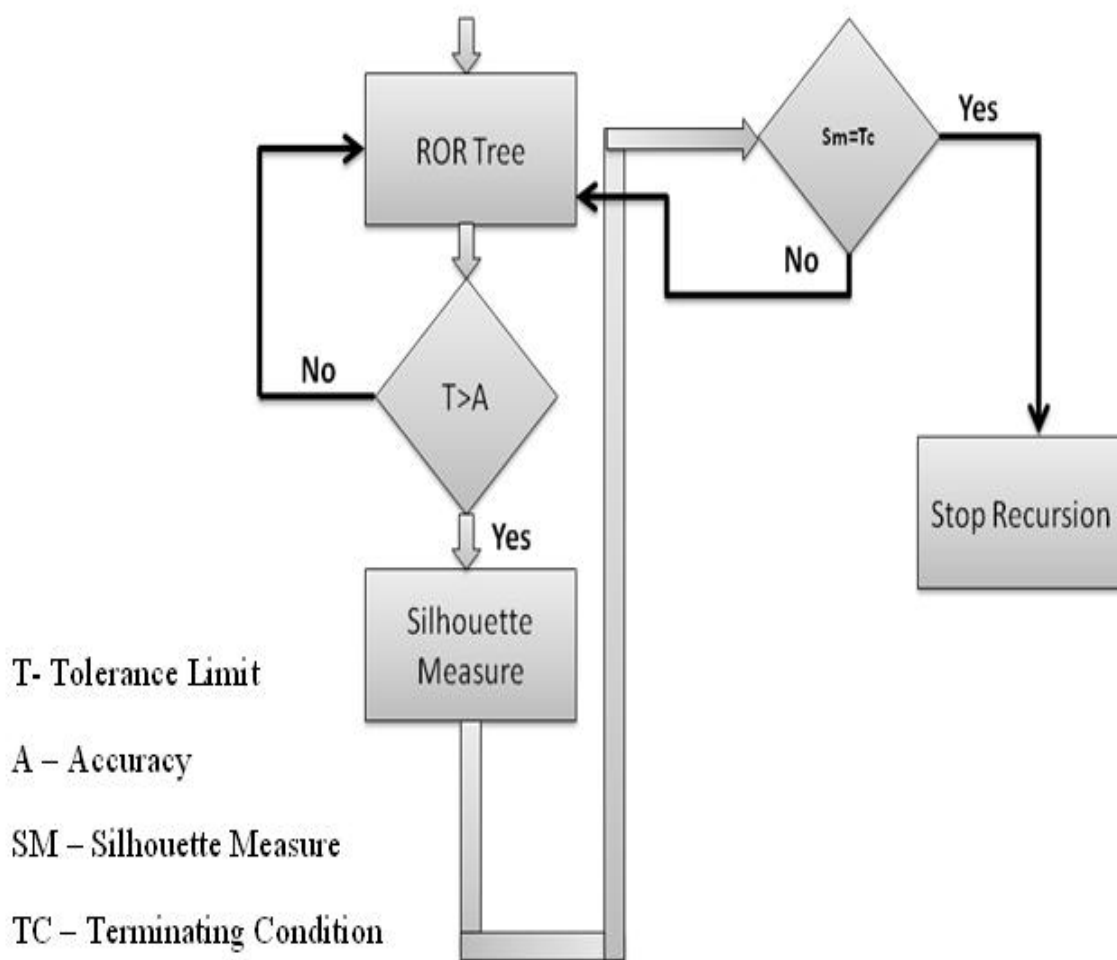 ROR Tree
Sm=Tc
Yes
No
No
T>A
Yes
Stop Recursion
Silhouette
Measure
T- Tolerance Limit
A – Accuracy
SM – Silhouette Measure
TC – Terminating Condition